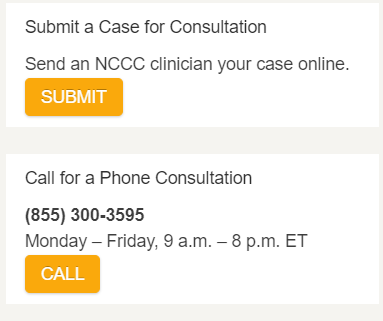 Submit a Case for Consultation
Send an NCCC clinician your case online.
SUBMIT
Call for a Phone Consultation
(855) 300-3595
Monday – Friday, 9 a.m. – 8 p.m. ET
CALL